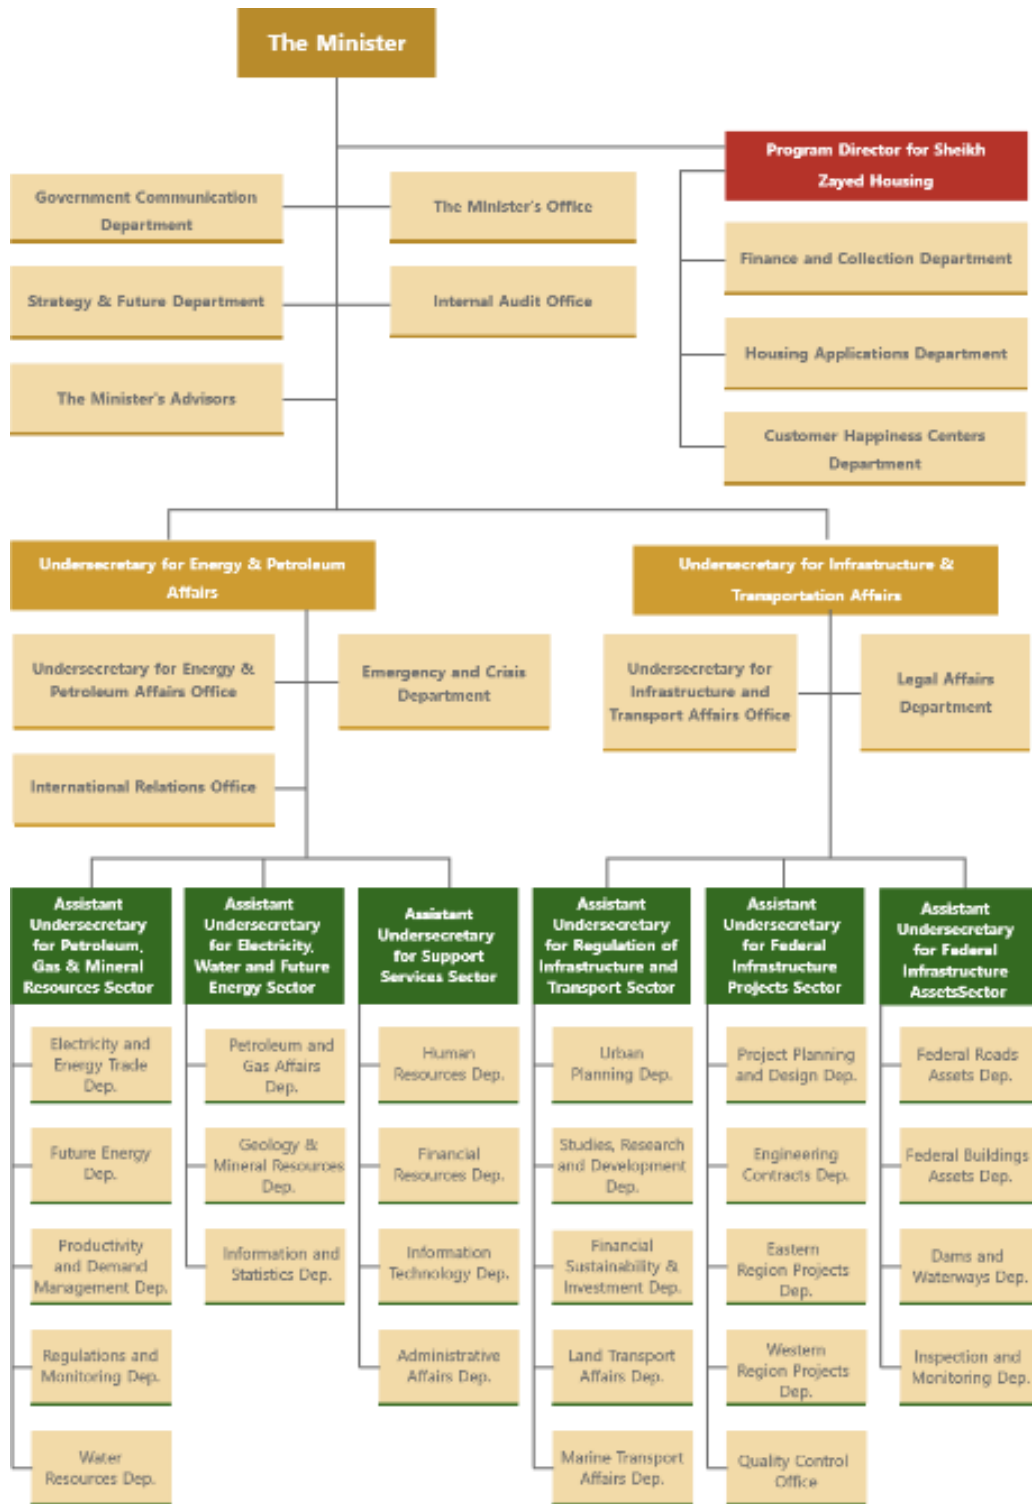 The Minister
Program Director for Sheikh
Zayed Housing
Government Communication
Department
The Minister's Office
Finance and Collection Department
Strategy & Future Department
Internal Audit Office
Housing Applications Department
The Minister's Advisors
Customer Happiness Centers
Department
Undersecretary for Energy & Petroleum
Affairs
Undersecretary for Infrastructure &
Transportation Affairs
Undersecretary for Energy &
Petroleum Affairs Office
Emergency and Crisis
Department
Undersecretary for
Infrastructure and
Transport Affairs Office
Legal Affairs
Department
International Relations Office
Assistant
Undersecretary
for Petroleum,
Gas & Mineral
Resources Sector
Assistant
Undersecretary
for Electricity,
Water and Future
Energy Sector
Assistant
Undersecretary
for Support
Services Sector
Assistant
Undersecretary
for Regulation of
Infrastructure and
Transport Sector
Assistant
Undersecretary
for Federal
Infrastructure
Projects Sector
Assistant
Undersecretary
for Federal
Infrastructure
AssetsSector
Electricity and
Energy Trade
Dep.
Petroleum and
Gas Affairs
Dep.
Human
Resources Dep.
Urban
Planning Dep.
Project Planning
and Design Dep.
Federal Roads
Assets Dep.
Future Energy
Dep.
Geology &
Mineral Resources
Dep.
Financial
Resources Dep.
Studies, Research
and Development
Dep.
Engineering
Contracts Dep.
Federal Buildings
Assets Dep.
Productivity
and Demand
Management Dep.
Information and
Statistics Dep.
Information
Technology Dep.
Financial
Sustainability &
Investment Dep.
Eastern
Region Projects
Dep.
Dams and
Waterways Dep.
Regulations and
Monitoring Dep.
Administrative
Affairs Dep.
Land Transport
Affairs Dep.
Western
Region Projects
Dep.
Inspection and
Monitoring Dep.
Water
Resources Dep.
Marine Transport
Affairs Dep.
Quality Control
Office